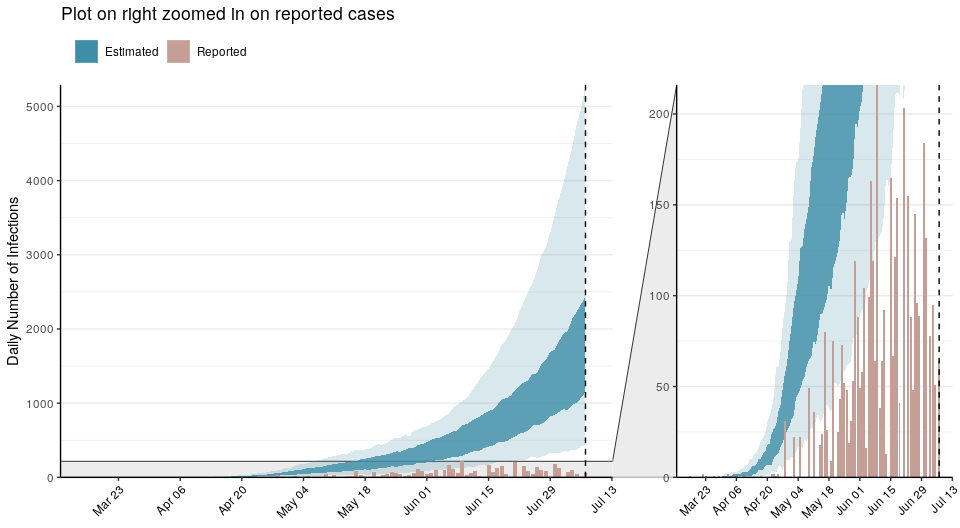 Plot on right zoomed in on reported cases
Estimated
Reported
Daily Number of Infections
5000
4000
3000
2000
1000
0
Mar 23
Apr 06
Apr 20
May 04
May 18
Jun 01
Jun 15
Jun 29
Jul 13
200
150
100
50
0
Mar 23
Apr 06
Apr 20
May 04
May 18
Jun 01
Jun 15
Jun 29
Jul 13